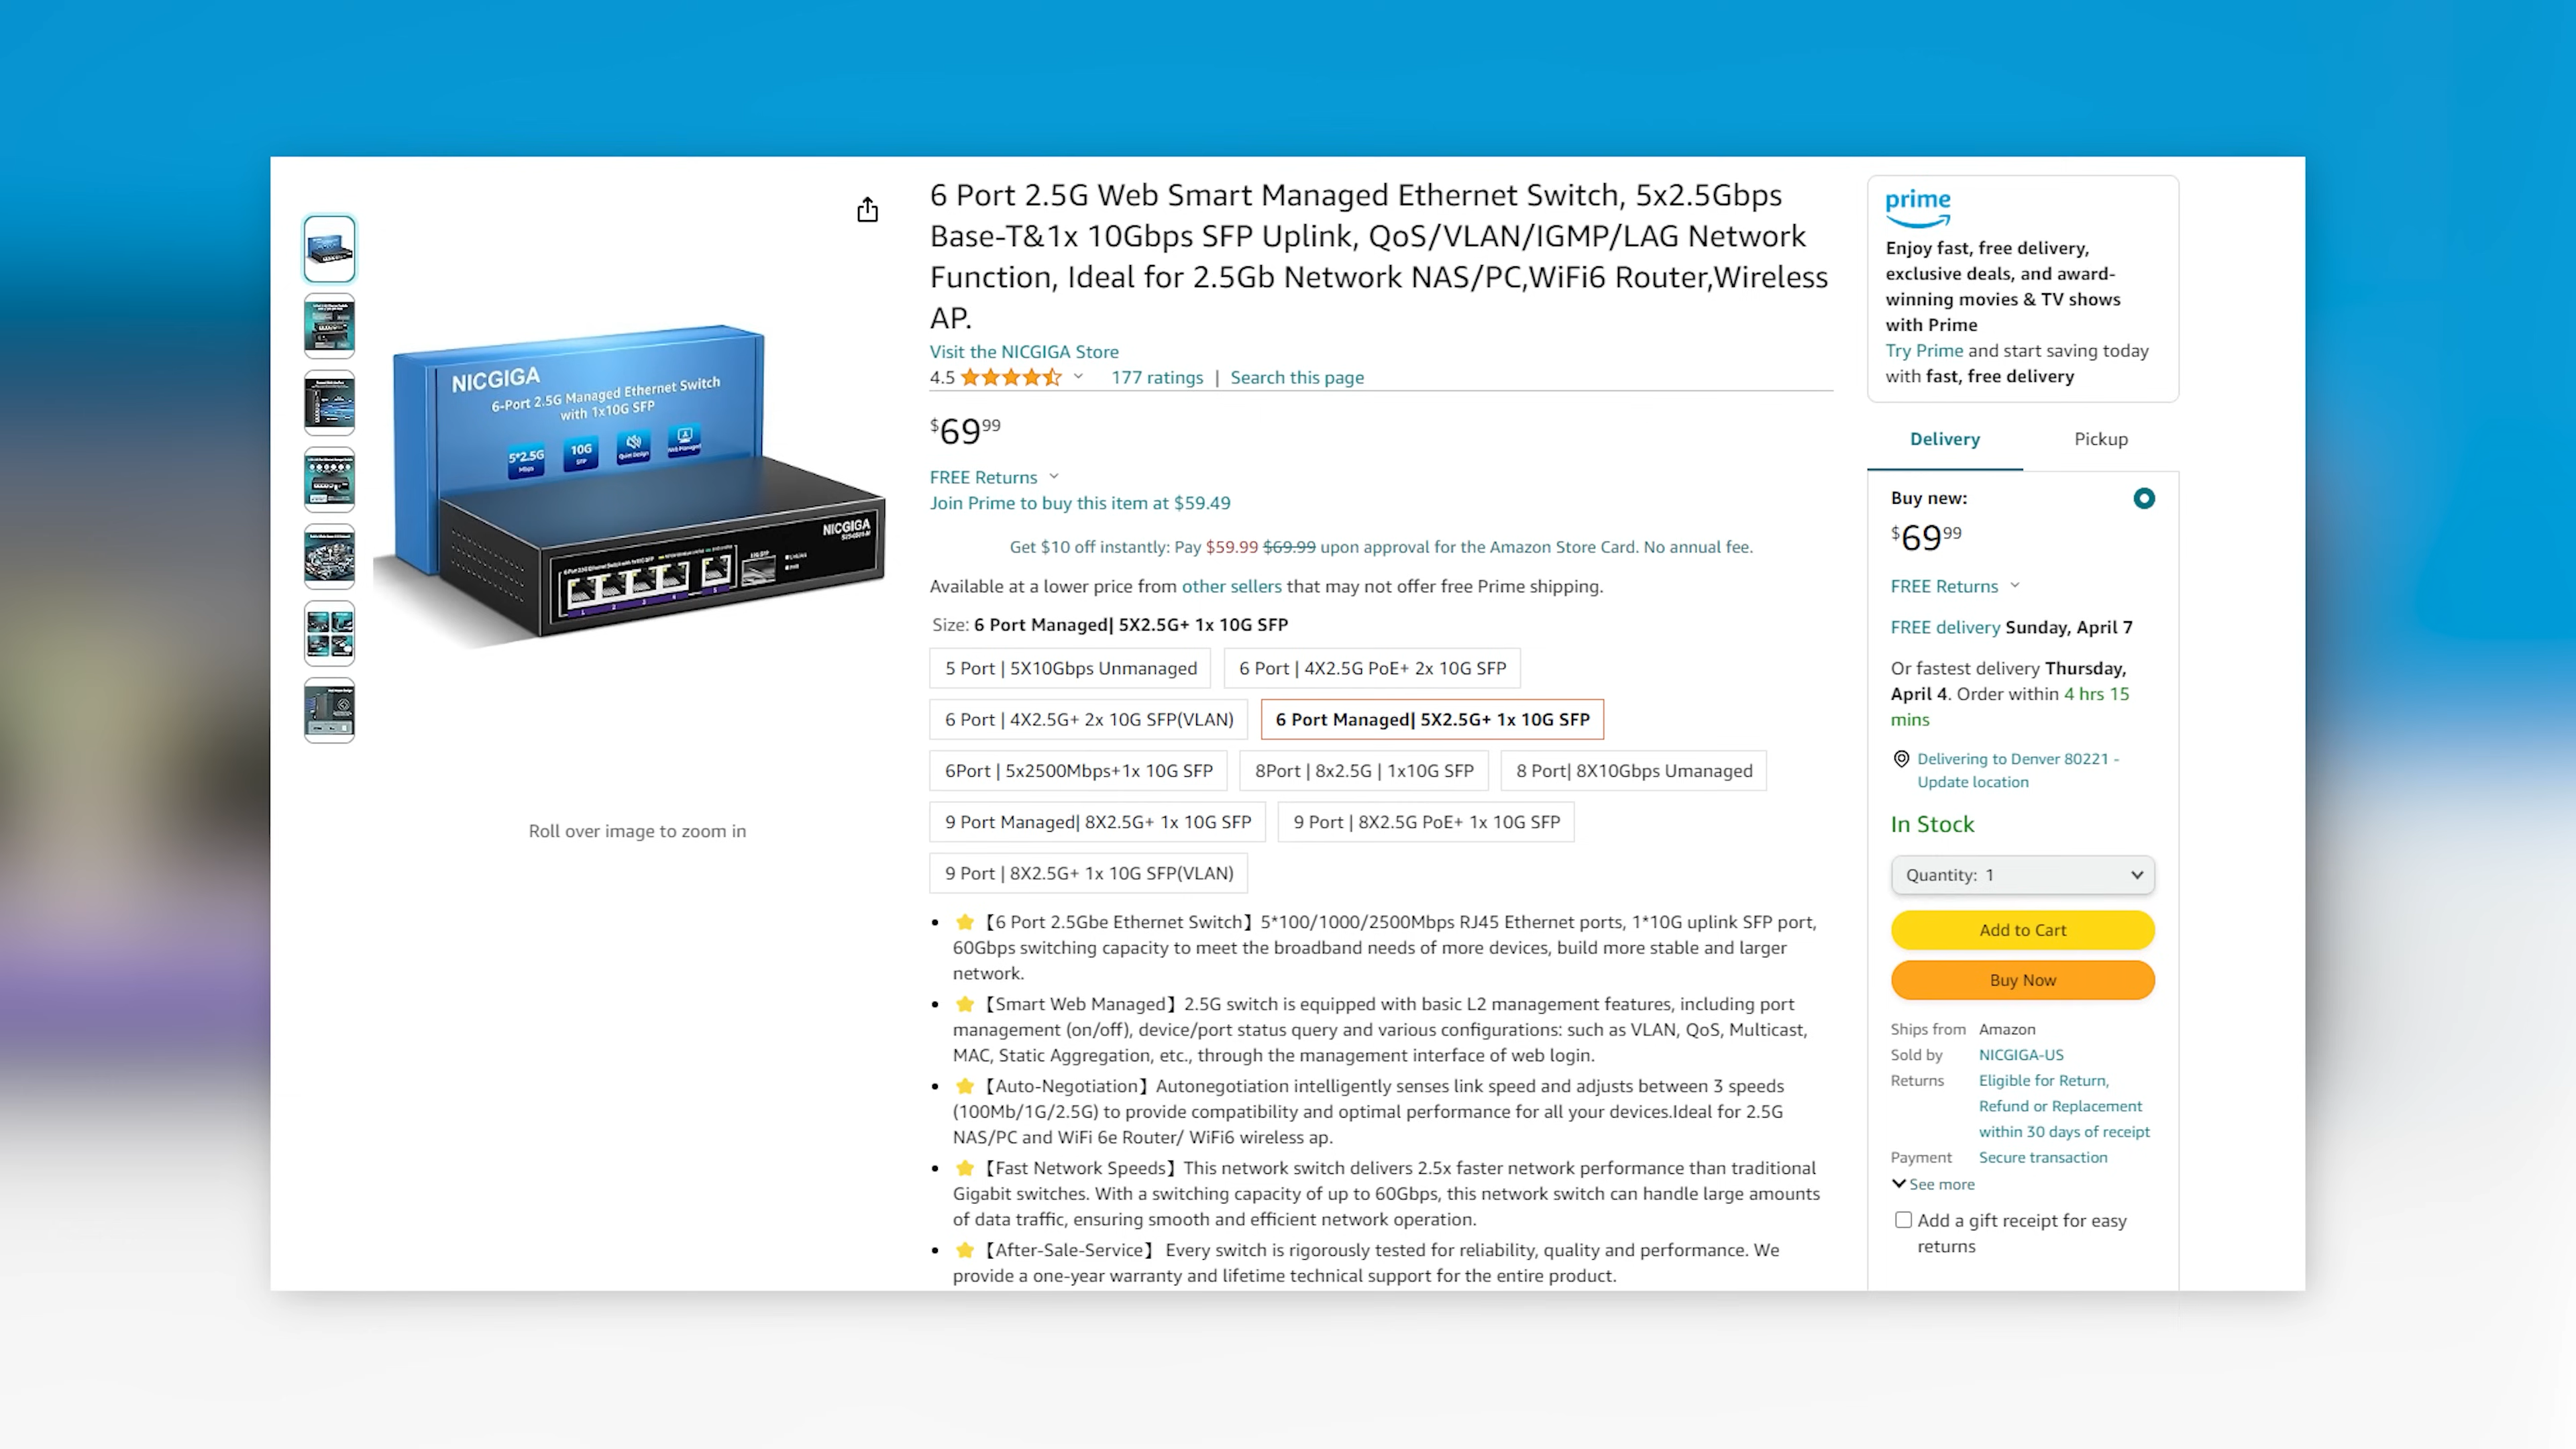 6 Port 2.5G Web Smart Managed Ethernet Switch, 5x2.5Gbps
Base-T&1x 10Gbps SFP Uplink, QoS/VLAN/IGMP/LAG Network
Function, Ideal for 2.5Gb Network NAS/PC,WiFi6 Router,Wireless
AP.
Visit the NICGIGA Store
4.5
177 ratings | Search this page
$69.99
FREE Returns
Join Prime to buy this item at $59.49
Get $10 off instantly: Pay $59.99 $69.99 upon approval for the Amazon Store Card. No annual fee.
Available at a lower price from other sellers that may not offer free Prime shipping.
Size: 6 Port Managed| 5X2.5G+ 1x 10G SFP
5 Port | 5X10Gbps Unmanaged
6 Port | 4X2.5G PoE+ 2x 10G SFP
6 Port | 4X2.5G+ 2x 10G SFP(VLAN)
6 Port Managed| 5X2.5G+ 1x 10G SFP
6Port | 5x2500Mbps+1x 10G SFP
8Port | 8x2.5G | 1x10G SFP
8 Port| 8X10Gbps Umanaged
9 Port Managed| 8X2.5G+ 1x 10G SFP
9 Port | 8X2.5G PoE+ 1x 10G SFP
9 Port | 8X2.5G+ 1x 10G SFP(VLAN)
【6 Port 2.5Gbe Ethernet Switch】5*100/1000/2500Mbps RJ45 Ethernet ports, 1*10G uplink SFP port,
60Gbps switching capacity to meet the broadband needs of more devices, build more stable and larger
network.
【Smart Web Managed】2.5G switch is equipped with basic L2 management features, including port
management (on/off), device/port status query and various configurations: such as VLAN, QoS, Multicast,
MAC, Static Aggregation, etc., through the management interface of web login.
【Auto-Negotiation】Autonegotiation intelligently senses link speed and adjusts between 3 speeds
(100Mb/1G/2.5G) to provide compatibility and optimal performance for all your devices.Ideal for 2.5G
NAS/PC and WiFi 6e Router/ WiFi6 wireless ap.
【Fast Network Speeds】This network switch delivers 2.5x faster network performance than traditional
Gigabit switches. With a switching capacity of up to 60Gbps, this network switch can handle large amounts
of data traffic, ensuring smooth and efficient network operation.
【After-Sale-Service】 Every switch is rigorously tested for reliability, quality and performance. We
provide a one-year warranty and lifetime technical support for the entire product.
NICGIGA
6-Port 2.5G Managed Ethernet Switch
with 1x10G SFP
5*2.5G
Mbps
10G
SFP
Quiet Design
Web Managed
NICGIGA
Roll over image to zoom in
prime
Enjoy fast, free delivery,
exclusive deals, and award-
winning movies & TV shows
with Prime
Try Prime and start saving today
with fast, free delivery
Delivery
Pickup
Buy new:
$69.99
FREE Returns
FREE delivery Sunday, April 7
Or fastest delivery Thursday,
April 4. Order within 4 hrs 15
mins
Delivering to Denver 80221 -
Update location
In Stock
Quantity: 1
Add to Cart
Buy Now
Ships from Amazon
Sold by NICGIGA-US
Returns Eligible for Return,
Refund or Replacement
within 30 days of receipt
Payment Secure transaction
See more
Add a gift receipt for easy
returns